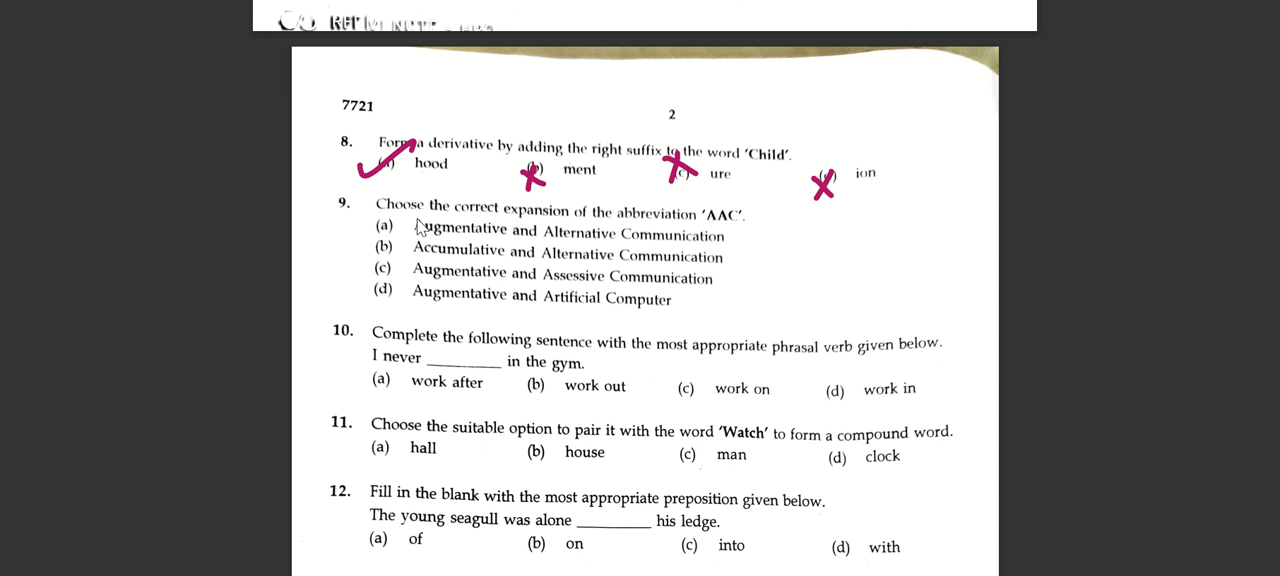 7721
2
8. Form a derivative by adding the right suffix to the word 'Child'.
(a) hood (b) ment (c) ure (d) ion
9. Choose the correct expansion of the abbreviation 'AAC'.
(a) Augmentative and Alternative Communication
(b) Accumulative and Alternative Communication
(c) Augmentative and Assessive Communication
(d) Augmentative and Artificial Computer
10. Complete the following sentence with the most appropriate phrasal verb given below.
I never ________ in the gym.
(a) work after (b) work out (c) work on (d) work in
11. Choose the suitable option to pair it with the word 'Watch' to form a compound word.
(a) hall (b) house (c) man (d) clock
12. Fill in the blank with the most appropriate preposition given below.
The young seagull was alone ________ his ledge.
(a) of (b) on (c) into (d) with